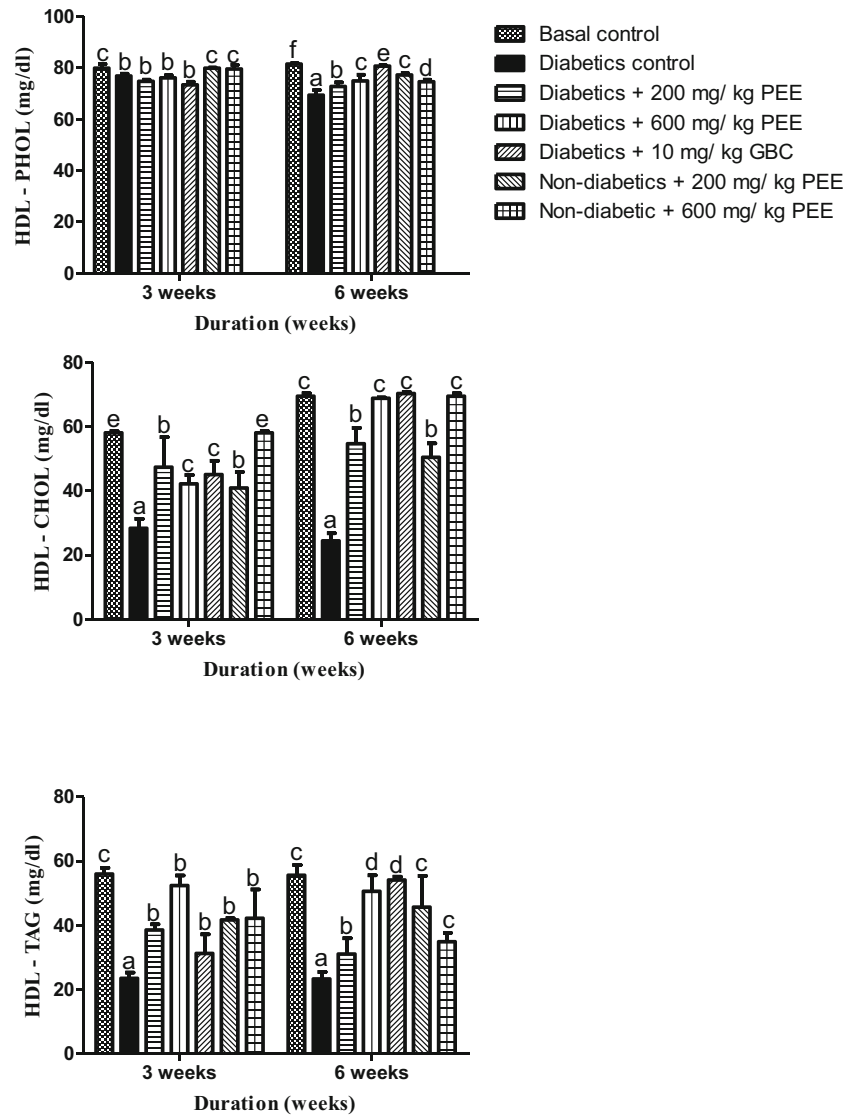 HDL - PHOL (mg/dl)
100
80
60
40
20
0
c b b b b c c
f a b c e c d
3 weeks 6 weeks
Duration (weeks)
Basal control
Diabetics control
Diabetics + 200 mg/ kg PEE
Diabetics + 600 mg/ kg PEE
Diabetics + 10 mg/ kg GBC
Non-diabetics + 200 mg/ kg PEE
Non-diabetic + 600 mg/ kg PEE
HDL - CHOL (mg/dl)
80
60
40
20
0
e a b c c b e
c a b c c b c
3 weeks 6 weeks
Duration (weeks)
HDL - TAG (mg/dl)
80
60
40
20
0
c a b b b b b
c a b d d c c
3 weeks 6 weeks
Duration (weeks)